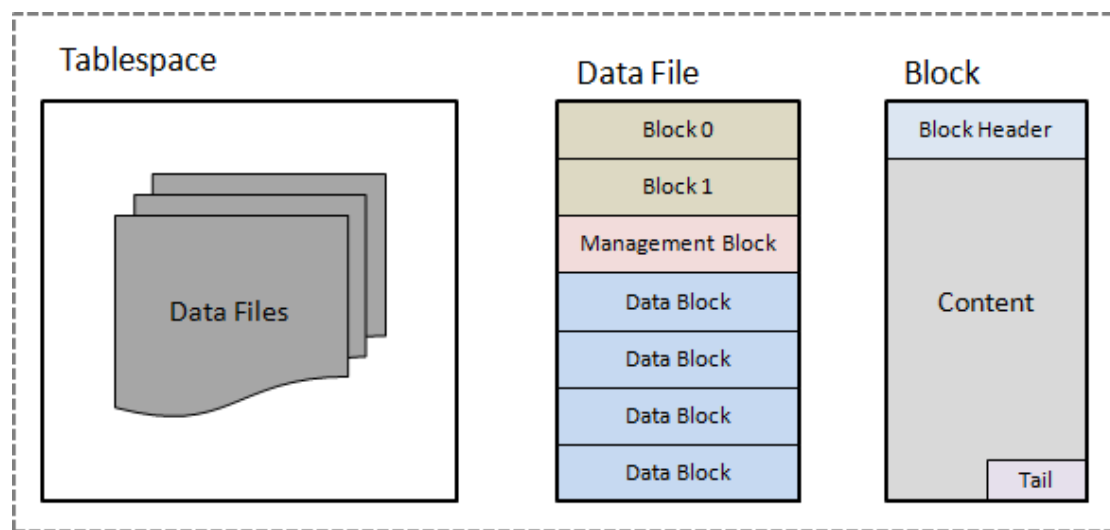 Tablespace
Data Files
Data File
Block 0
Block 1
Management Block
Data Block
Data Block
Data Block
Data Block
Block
Block Header
Content
Tail